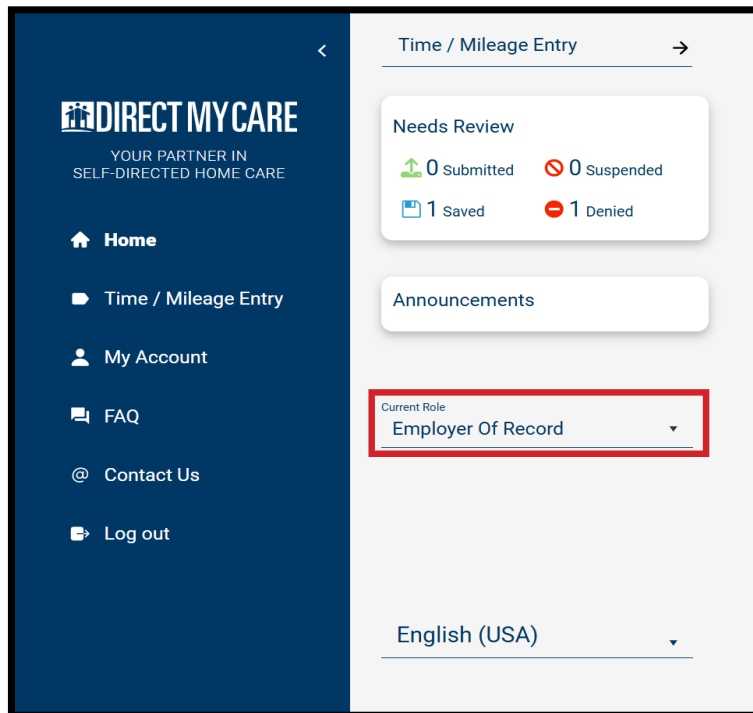 DIRECT MY CARE
YOUR PARTNER IN
SELF-DIRECTED HOME CARE
Home
Time / Mileage Entry
My Account
FAQ
@ Contact Us
Log out
Time / Mileage Entry
Needs Review
0 Submitted
0 Suspended
1 Saved
1 Denied
Announcements
Current Role
Employer Of Record
English (USA)